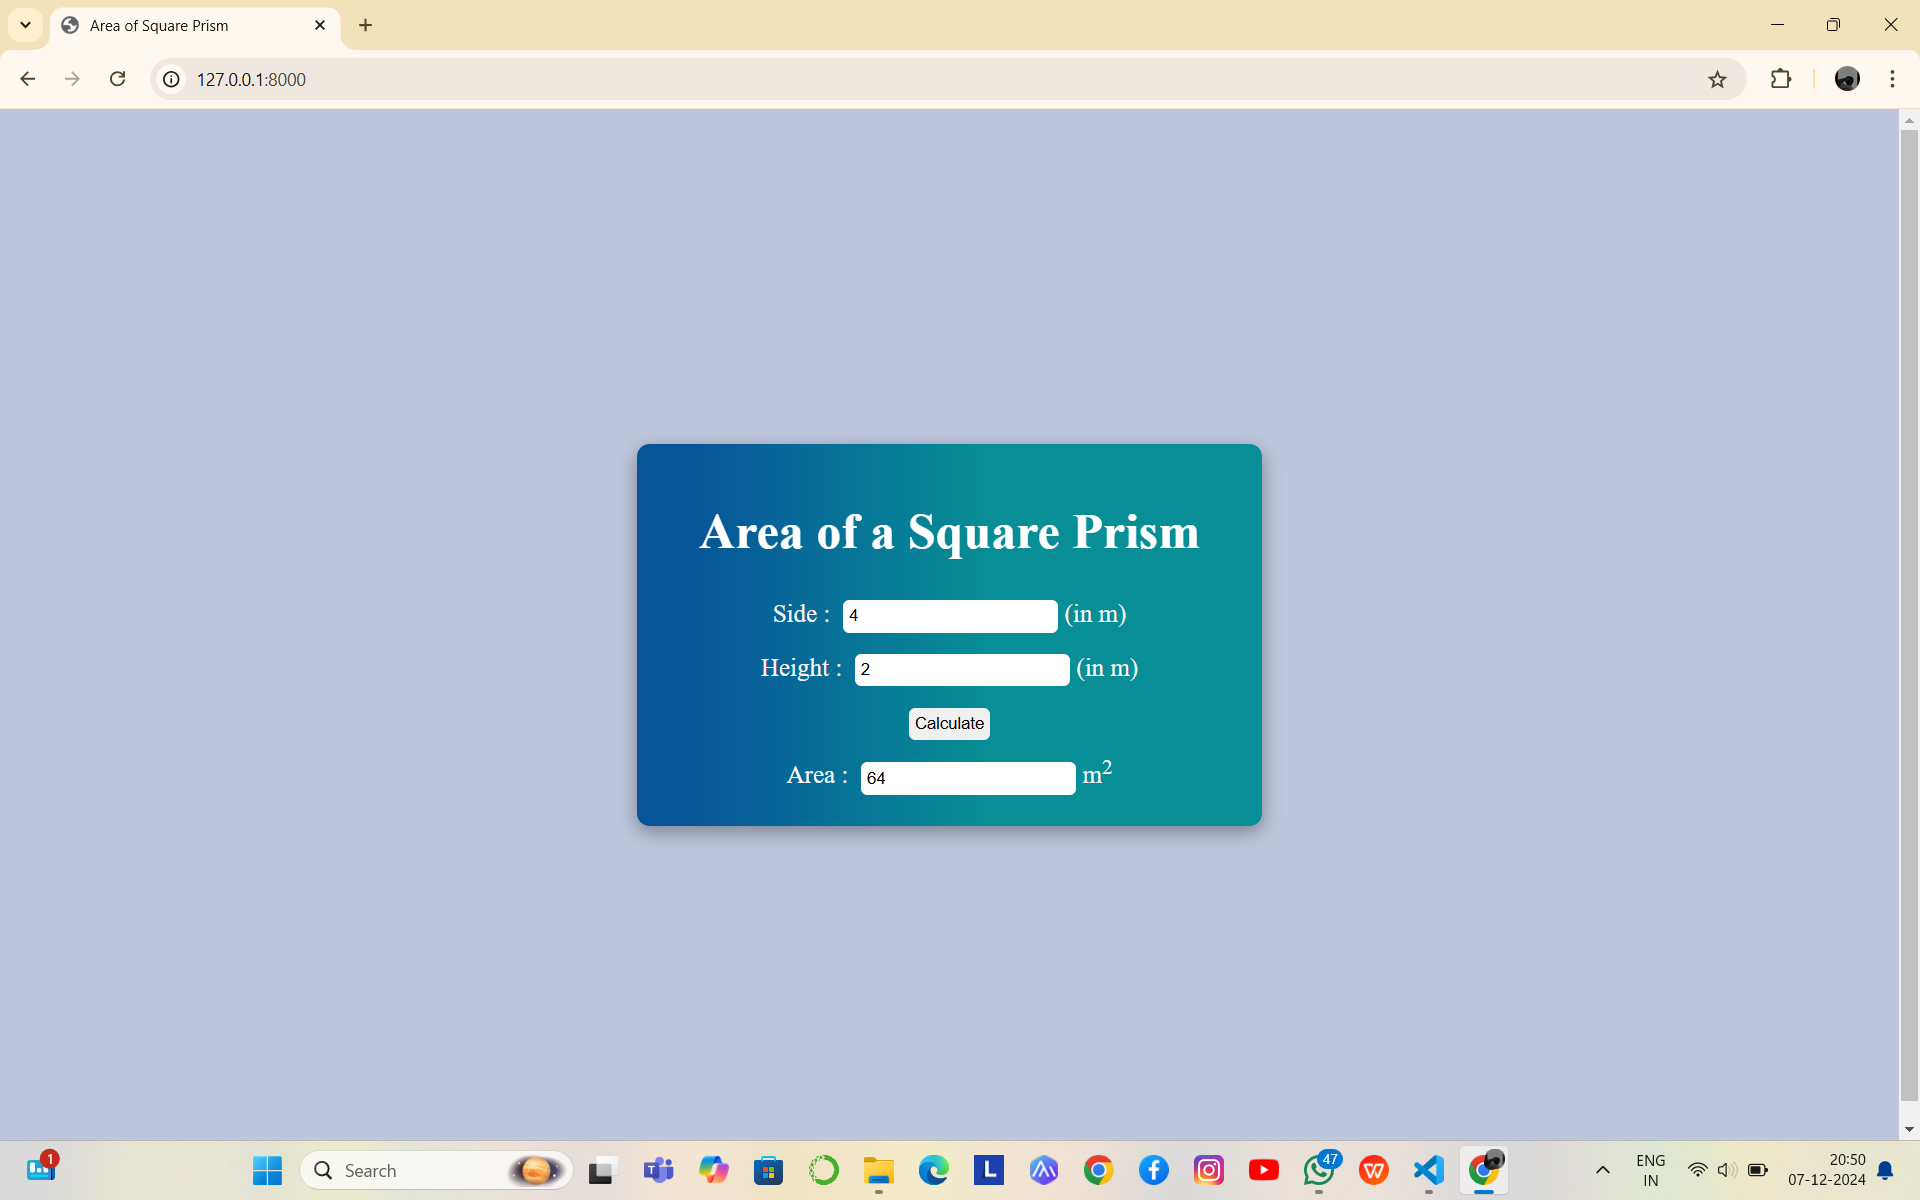 Area of Square Prism
127.0.0.1:8000
Area of a Square Prism
Side : 4 (in m)
Height : 2 (in m)
Calculate
Area : 64 m²
1
Search
T
L
47
W
ENG
IN
20:50
07-12-2024